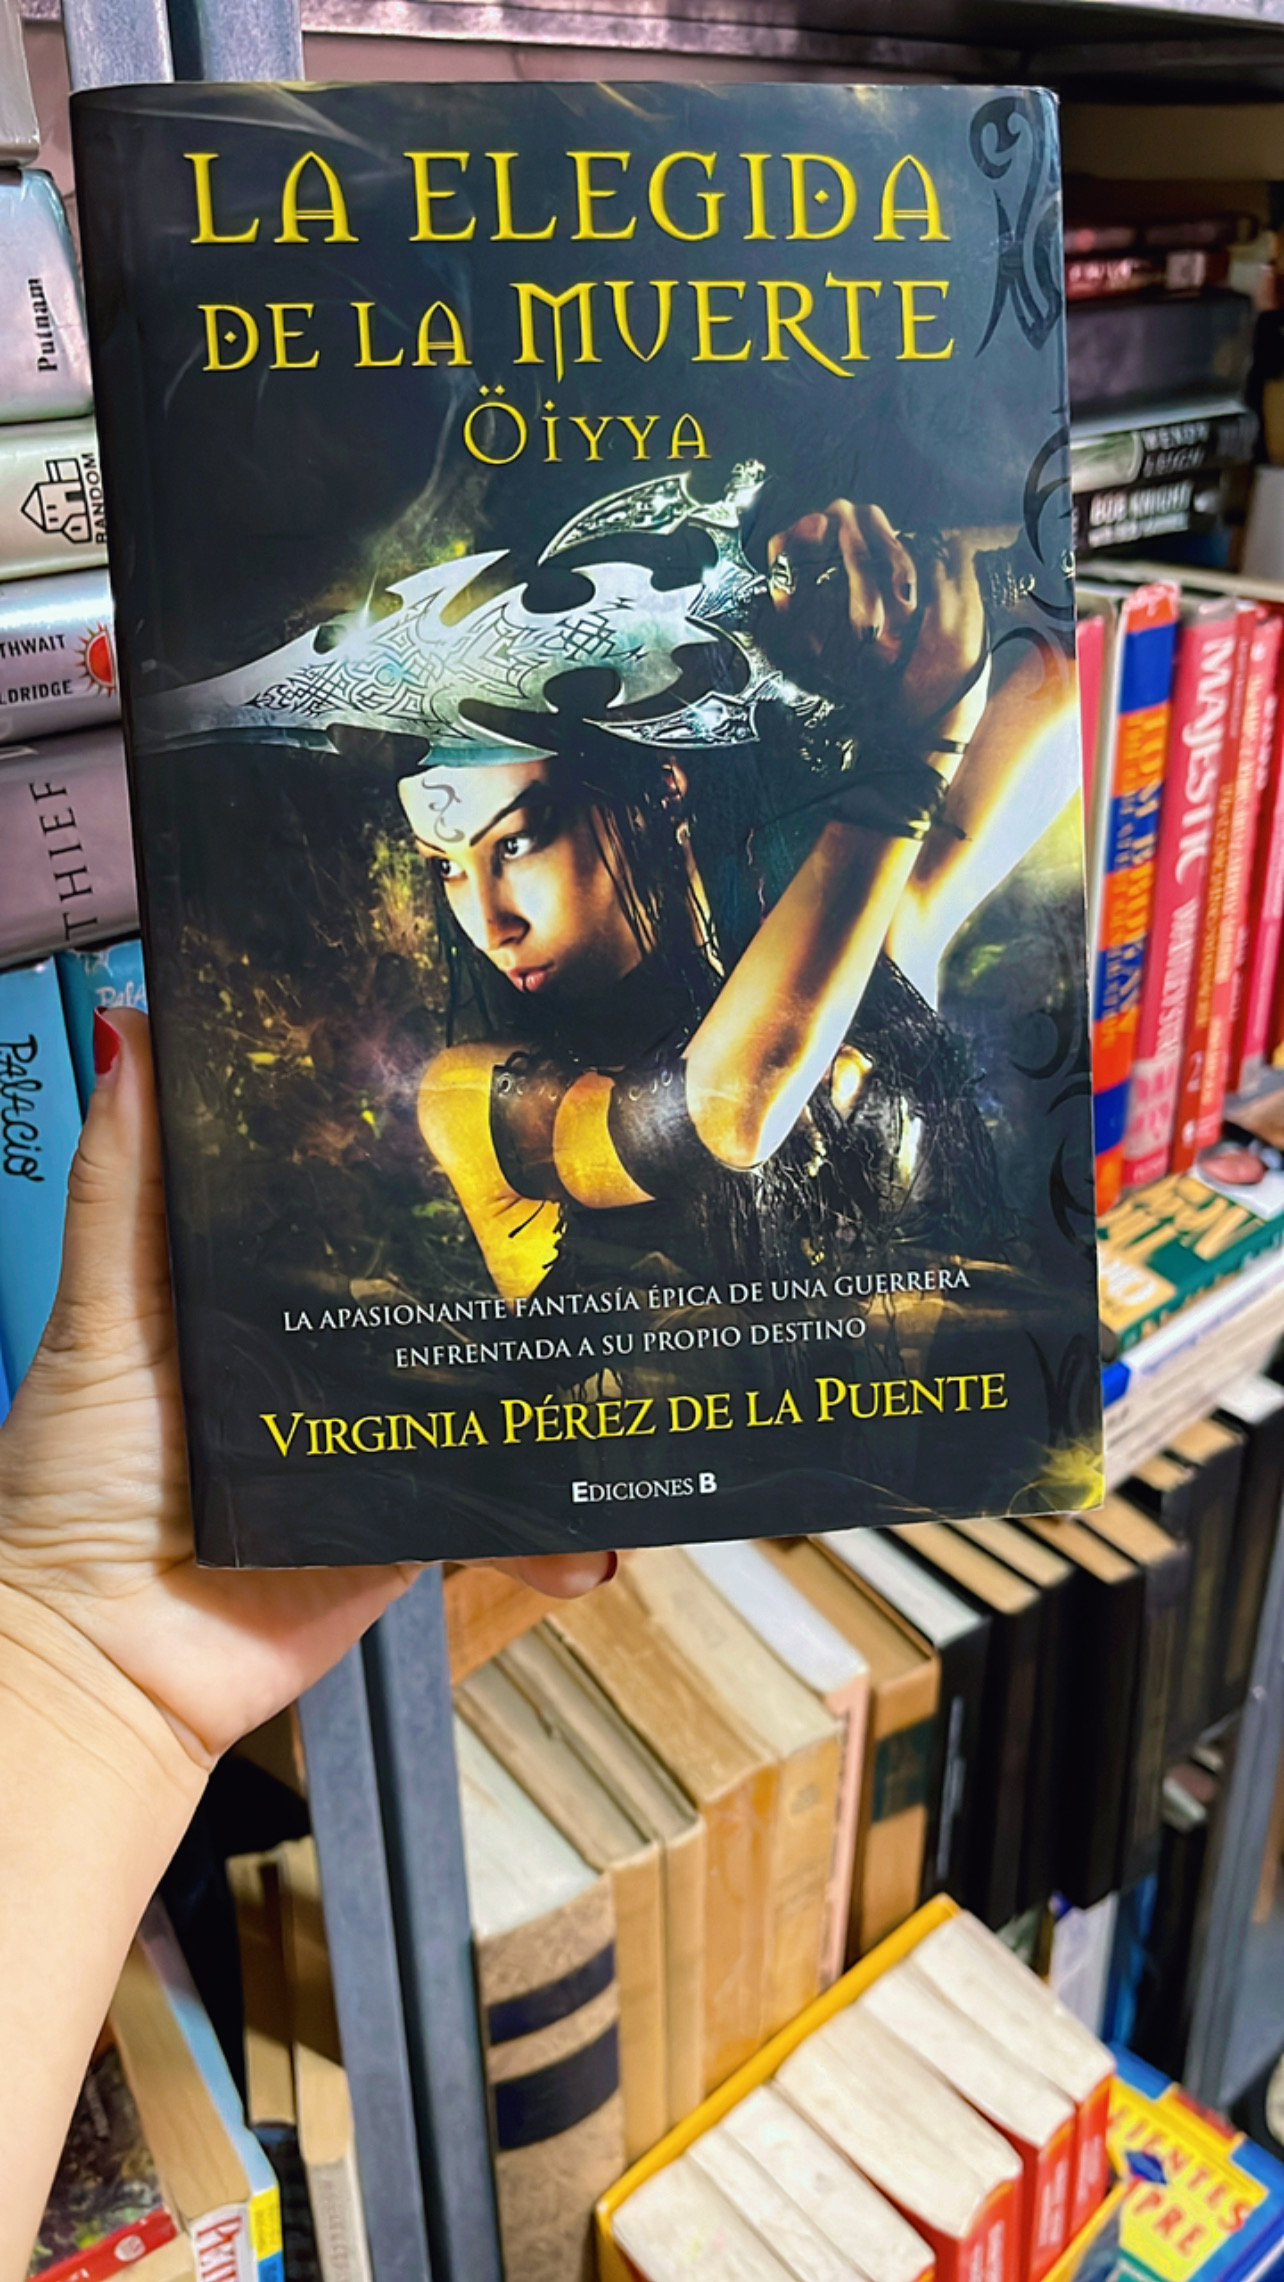 LA ELEGIDA
DE LA MUERTE
ÖiYYA
LA APASIONANTE FANTASÍA ÉPICA DE UNA GUERRERA
ENFRENTADA A SU PROPIO DESTINO
VIRGINIA PÉREZ DE LA PUENTE
EDICIONES B
Putnam
RANDOM
THWAIT
LDRIDGE
THIEF
Palacio
BOB KNIGHT
MAJESTIC